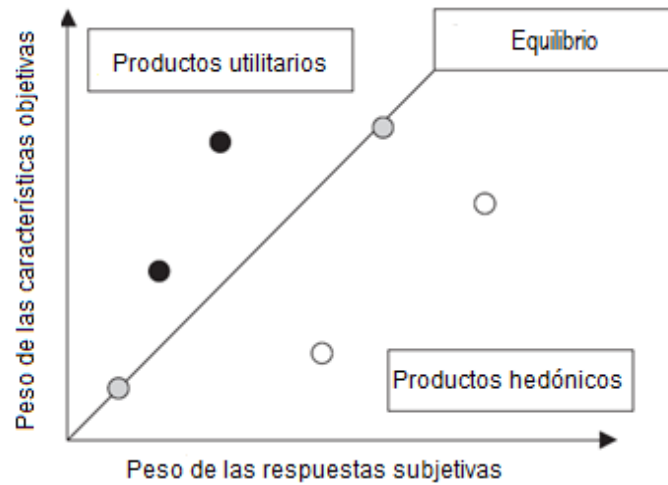 Productos utilitarios
Equilibrio
Peso de las características objetivas
Productos hedónicos
Peso de las respuestas subjetivas